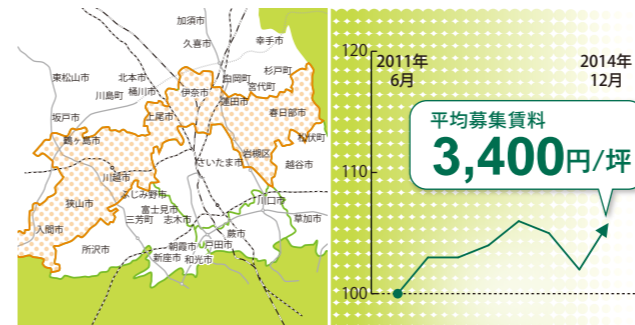 加須市
久喜市
幸手市
東松山市
北本市
白岡町
杉戸町
川島町
桶川市
伊奈市
宮代町
蓮田市
坂戸市
上尾市
春日部市
鶴ヶ島市
松伏町
さいたま市
岩槻区
越谷市
川越市
狭山市
ふじみ野市
富士見市
川口市
三芳町
志木市
草加市
入間市
蕨市
所沢市
朝霞市
戸田市
新座市
和光市
120
2011年
6月
2014年
12月
平均募集賃料
3,400円/坪
110
100